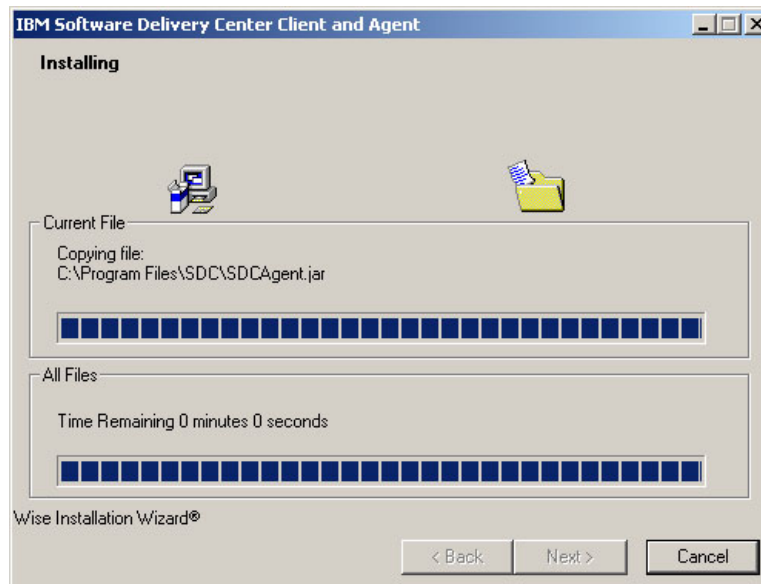 IBM Software Delivery Center Client and Agent
Installing
Current File
Copying file:
C:\Program Files\SDC\SDCAgent.jar
All Files
Time Remaining 0 minutes 0 seconds
Wise Installation Wizard®
< Back Next > Cancel